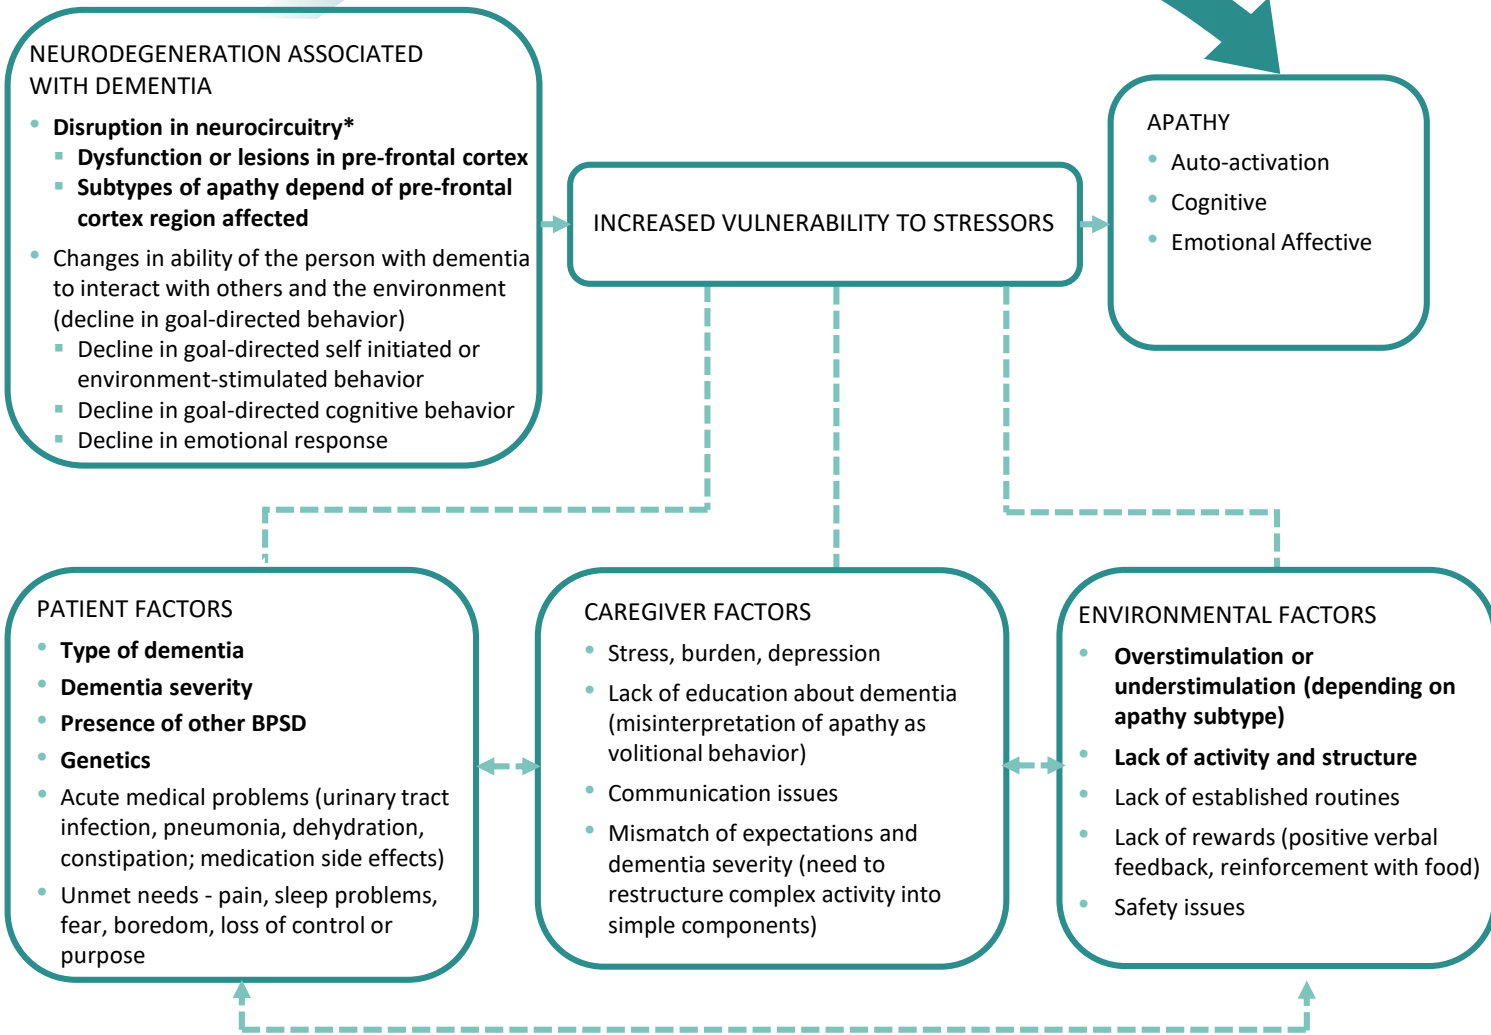 NEURODEGENERATION ASSOCIATED
WITH DEMENTIA
• Disruption in neurocircuitry*
▪ Dysfunction or lesions in pre-frontal cortex
▪ Subtypes of apathy depend of pre-frontal
cortex region affected
• Changes in ability of the person with dementia
to interact with others and the environment
(decline in goal-directed behavior)
▪ Decline in goal-directed self initiated or
environment-stimulated behavior
▪ Decline in goal-directed cognitive behavior
▪ Decline in emotional response
INCREASED VULNERABILITY TO STRESSORS
APATHY
• Auto-activation
• Cognitive
• Emotional Affective
PATIENT FACTORS
• Type of dementia
• Dementia severity
• Presence of other BPSD
• Genetics
• Acute medical problems (urinary tract
infection, pneumonia, dehydration,
constipation; medication side effects)
• Unmet needs - pain, sleep problems,
fear, boredom, loss of control or
purpose
CAREGIVER FACTORS
• Stress, burden, depression
• Lack of education about dementia
(misinterpretation of apathy as
volitional behavior)
• Communication issues
• Mismatch of expectations and
dementia severity (need to
restructure complex activity into
simple components)
ENVIRONMENTAL FACTORS
• Overstimulation or
understimulation (depending on
apathy subtype)
• Lack of activity and structure
• Lack of established routines
• Lack of rewards (positive verbal
feedback, reinforcement with food)
• Safety issues